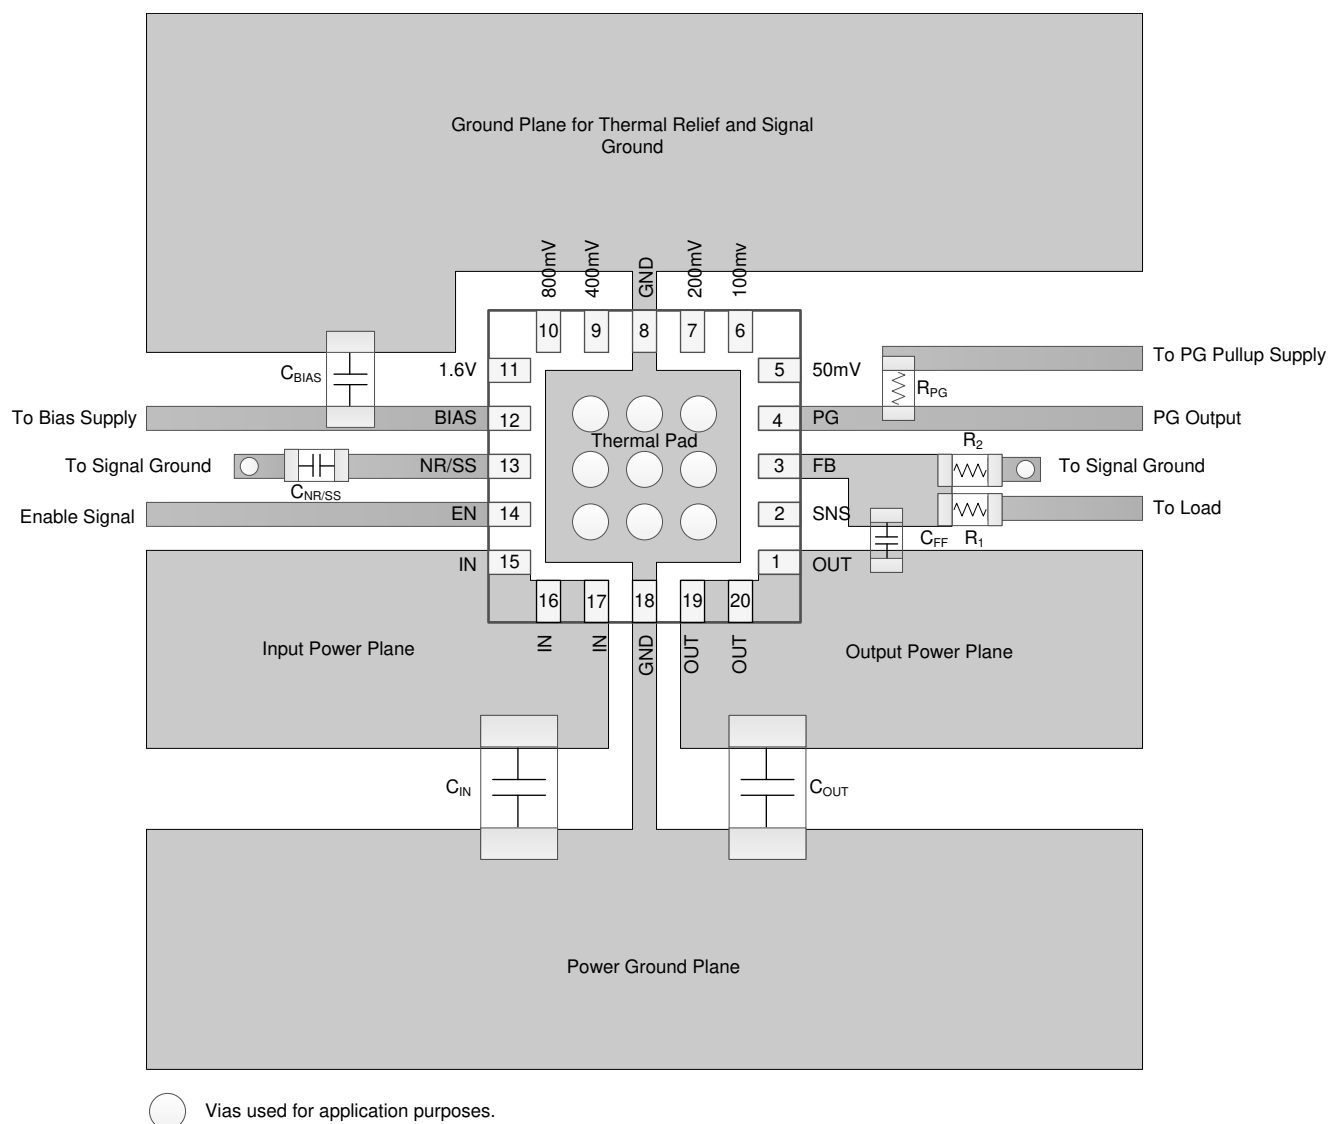 Ground Plane for Thermal Relief and Signal
Ground
800mV
400mV
GND
200mV
100mv
10
9
8
7
6
1.6V
11
5
50mV
To PG Pullup Supply
CBIAS
RPG
To Bias Supply
BIAS
12
4
PG
PG Output
Thermal Pad
R2
To Signal Ground
NR/SS
13
3
FB
To Signal Ground
CNR/SS
Enable Signal
EN
14
2
SNS
To Load
CFF
R1
IN
15
1
OUT
16
17
18
19
20
IN
IN
GND
OUT
OUT
Input Power Plane
Output Power Plane
CIN
COUT
Power Ground Plane
Vias used for application purposes.